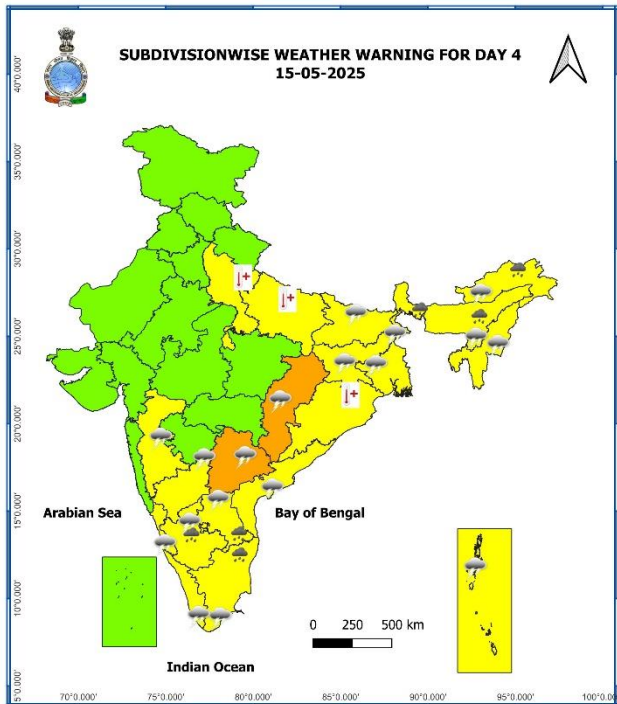 SUBDIVISIONWISE WEATHER WARNING FOR DAY 4
15-05-2025
40°0.000'
35°0.000'
30°0.000'
25°0.000'
20°0.000'
15°0.000'
10°0.000'
5°0.000'
Arabian Sea
Bay of Bengal
0 250 500 km
Indian Ocean
70°0.000' 75°0.000' 80°0.000' 85°0.000' 90°0.000' 95°0.000' 100°0.000